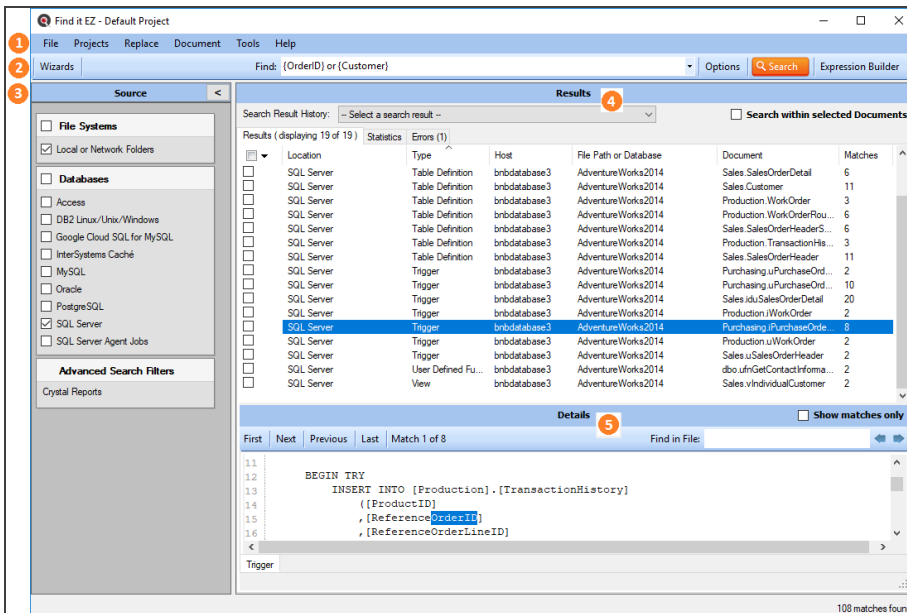 Find it EZ - Default Project
1
File Projects Replace Document Tools Help
2
Wizards Find: {OrderID} or {Customer} Options Search Expression Builder
3
Source <
File Systems
Local or Network Folders
Databases
Access
DB2 Linux/Unix/Windows
Google Cloud SQL for MySQL
InterSystems Caché
MySQL
Oracle
PostgreSQL
SQL Server
SQL Server Agent Jobs
Advanced Search Filters
Crystal Reports
Results
4
Search Result History: -- Select a search result -- Search within selected Documents
Results ( displaying 19 of 19 ) Statistics Errors (1)
Location Type Host File Path or Database Document Matches
SQL Server Table Definition bnbdatabase3 AdventureWorks2014 Sales.SalesOrderDetail 6
SQL Server Table Definition bnbdatabase3 AdventureWorks2014 Sales.Customer 11
SQL Server Table Definition bnbdatabase3 AdventureWorks2014 Production.WorkOrder 3
SQL Server Table Definition bnbdatabase3 AdventureWorks2014 Production.WorkOrderRou... 6
SQL Server Table Definition bnbdatabase3 AdventureWorks2014 Sales.SalesOrderHeaderS... 6
SQL Server Table Definition bnbdatabase3 AdventureWorks2014 Production.TransactionHis... 3
SQL Server Table Definition bnbdatabase3 AdventureWorks2014 Sales.SalesOrderHeader 11
SQL Server Trigger bnbdatabase3 AdventureWorks2014 Purchasing.uPurchaseOrd... 2
SQL Server Trigger bnbdatabase3 AdventureWorks2014 Purchasing.uPurchaseOrd... 10
SQL Server Trigger bnbdatabase3 AdventureWorks2014 Sales.iduSalesOrderDetail 20
SQL Server Trigger bnbdatabase3 AdventureWorks2014 Production.iWorkOrder 2
SQL Server Trigger bnbdatabase3 AdventureWorks2014 Purchasing.iPurchaseOrde... 8
SQL Server Trigger bnbdatabase3 AdventureWorks2014 Production.uWorkOrder 2
SQL Server Trigger bnbdatabase3 AdventureWorks2014 Sales.uSalesOrderHeader 2
SQL Server User Defined Fu... bnbdatabase3 AdventureWorks2014 dbo.ufnGetContactInforma... 2
SQL Server View bnbdatabase3 AdventureWorks2014 Sales.vIndividualCustomer 2
Details Show matches only
5
First Next Previous Last Match 1 of 8 Find in File:
11
12 BEGIN TRY
13 INSERT INTO [Production].[TransactionHistory]
14 ([ProductID]
15 ,[ReferenceOrderID]
16 ,[ReferenceOrderLineID]
Trigger
108 matches found